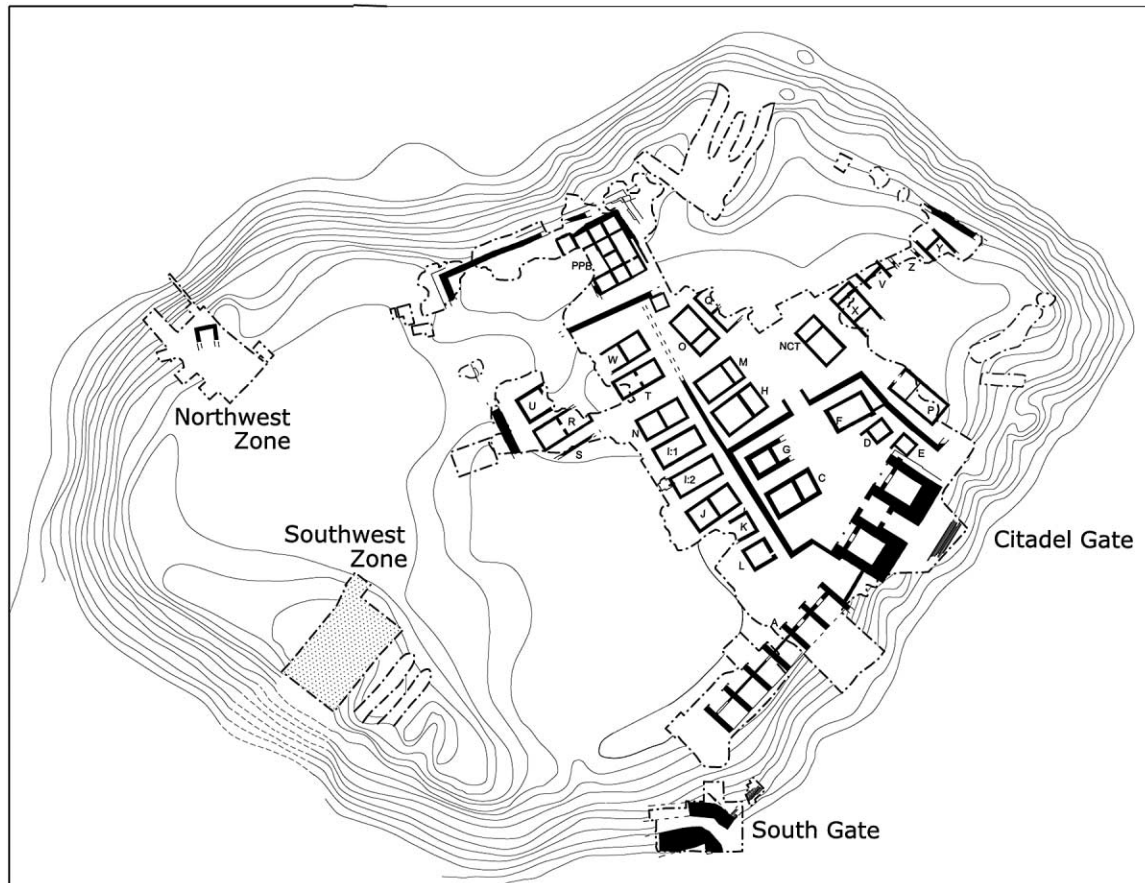 PPB
Q
O
W
M
T
H
NCT
X
V
Z
Y
U
R
S
N
I:1
I:2
J
K
L
G
C
F
D
E
P
A
Northwest
Zone
Southwest
Zone
Citadel Gate
South Gate